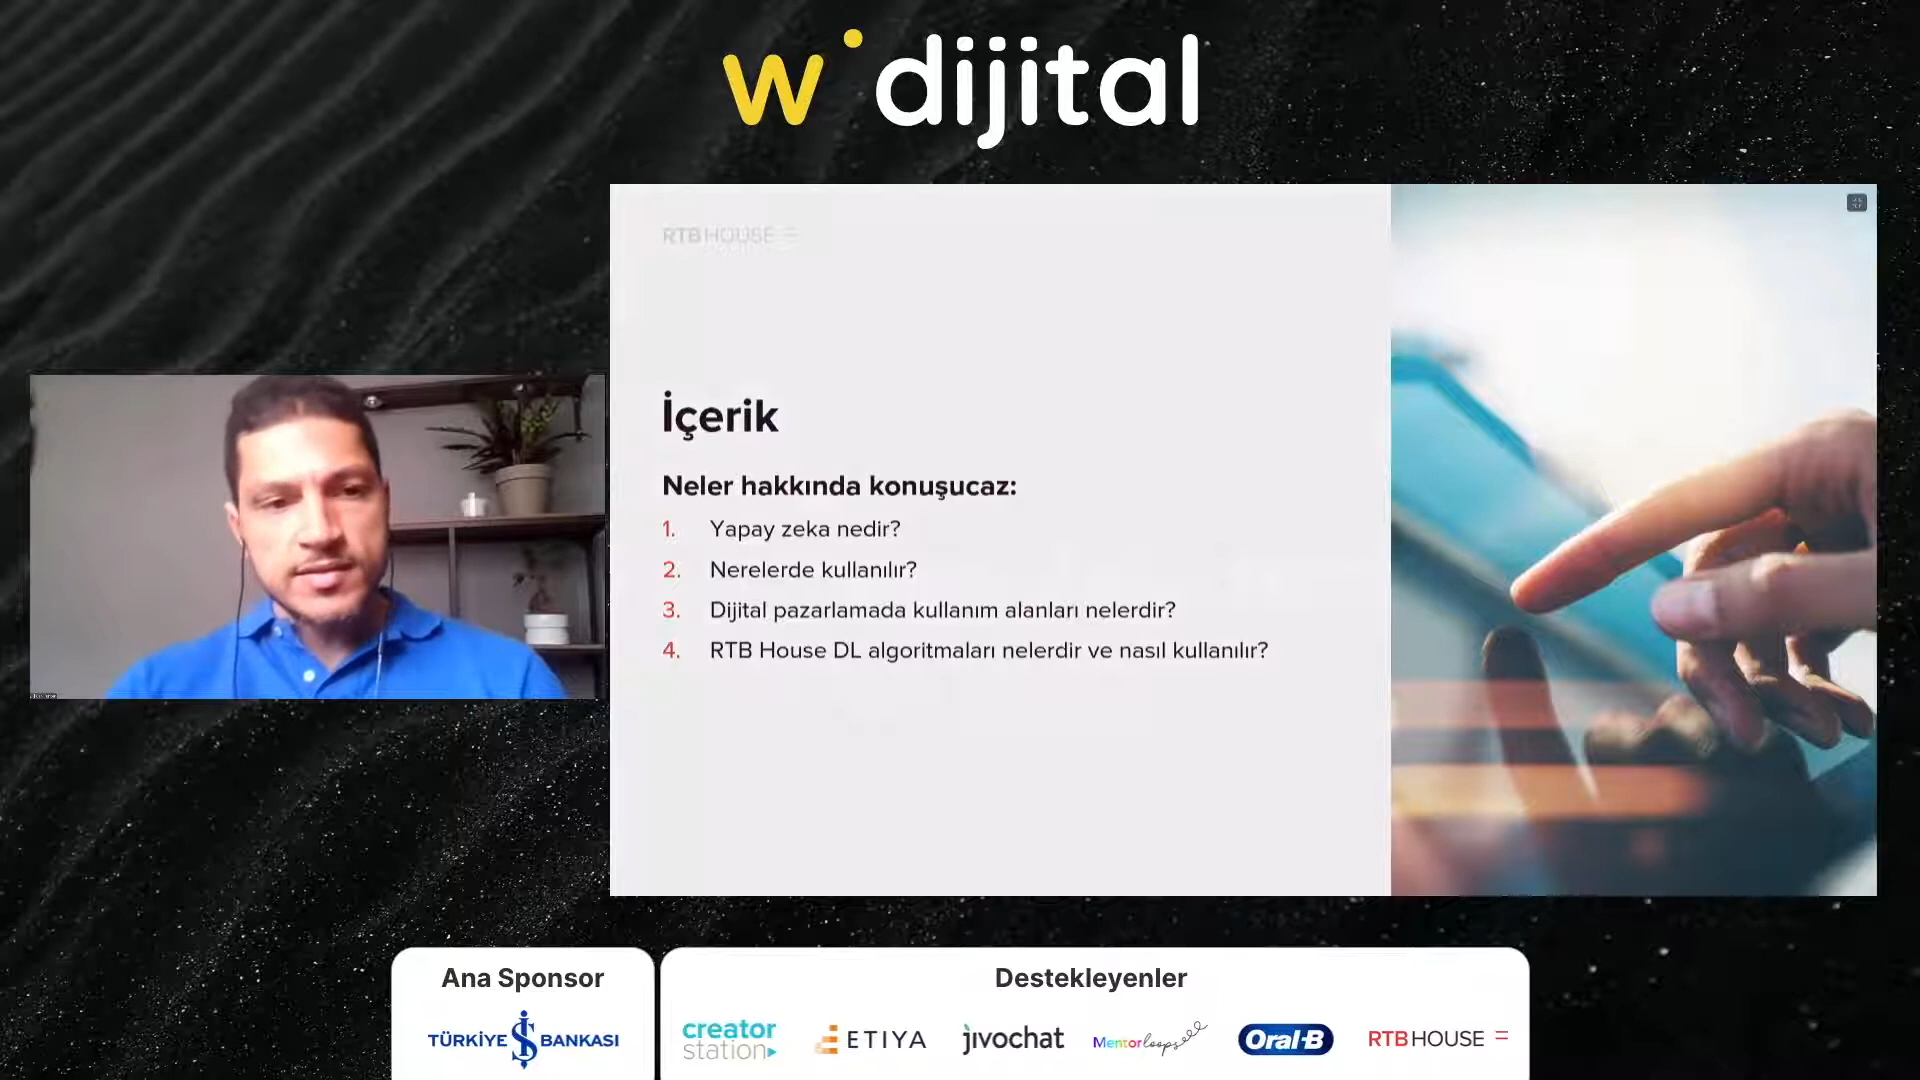 w dijital
RTB HOUSE
İçerik
Neler hakkında konuşucaz:
1. Yapay zeka nedir?
2. Nerelerde kullanılır?
3. Dijital pazarlamada kullanım alanları nelerdir?
4. RTB House DL algoritmaları nelerdir ve nasıl kullanılır?
Ana Sponsor
TÜRKİYE İŞ BANKASI
Destekleyenler
creator station
ETIYA
jivochat
Mentorloopsell
Oral-B
RTB HOUSE